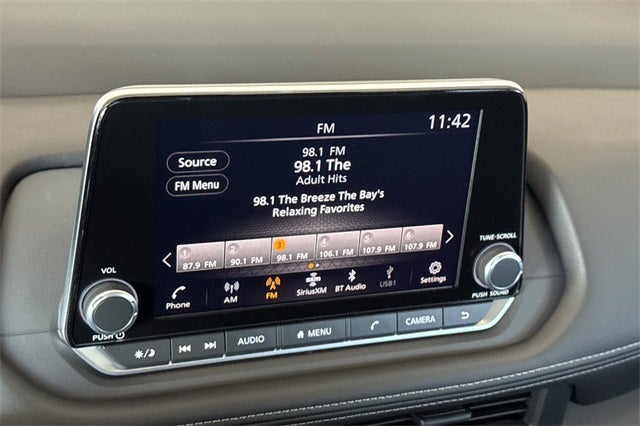 FM
11:42
98.1 FM
98.1 The
Adult Hits
98.1 The Breeze The Bay's
Relaxing Favorites
Source
FM Menu
1 2 3 4 5 6
87.9 FM 90.1 FM 98.1 FM 106.1 FM 107.9 FM 107.9 FM
Phone AM FM SiriusXM BT Audio USB1 Settings
VOL
PUSH
TUNE·SCROLL
PUSH SOUND
AUDIO MENU CAMERA